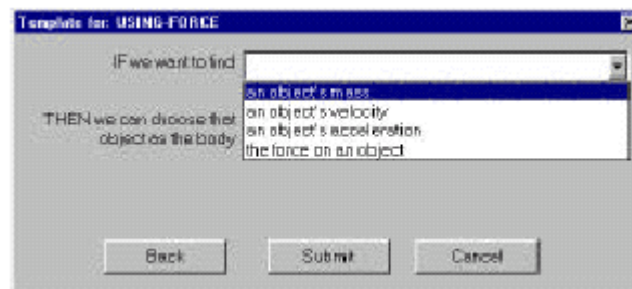 Template for: USING-FORCE
IF we want to find
an object's mass
an object's velocity
THEN we can choose that
an object's acceleration
object as the body
the force on an object
Back Submit Cancel